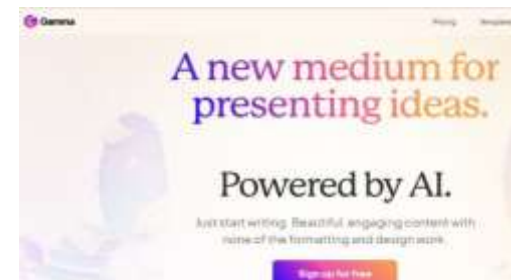 Gamma
Pricing
Templates
A new medium for
presenting ideas.
Powered by AI.
Just start writing. Beautiful, engaging content with
none of the formatting and design work.
Sign up for free